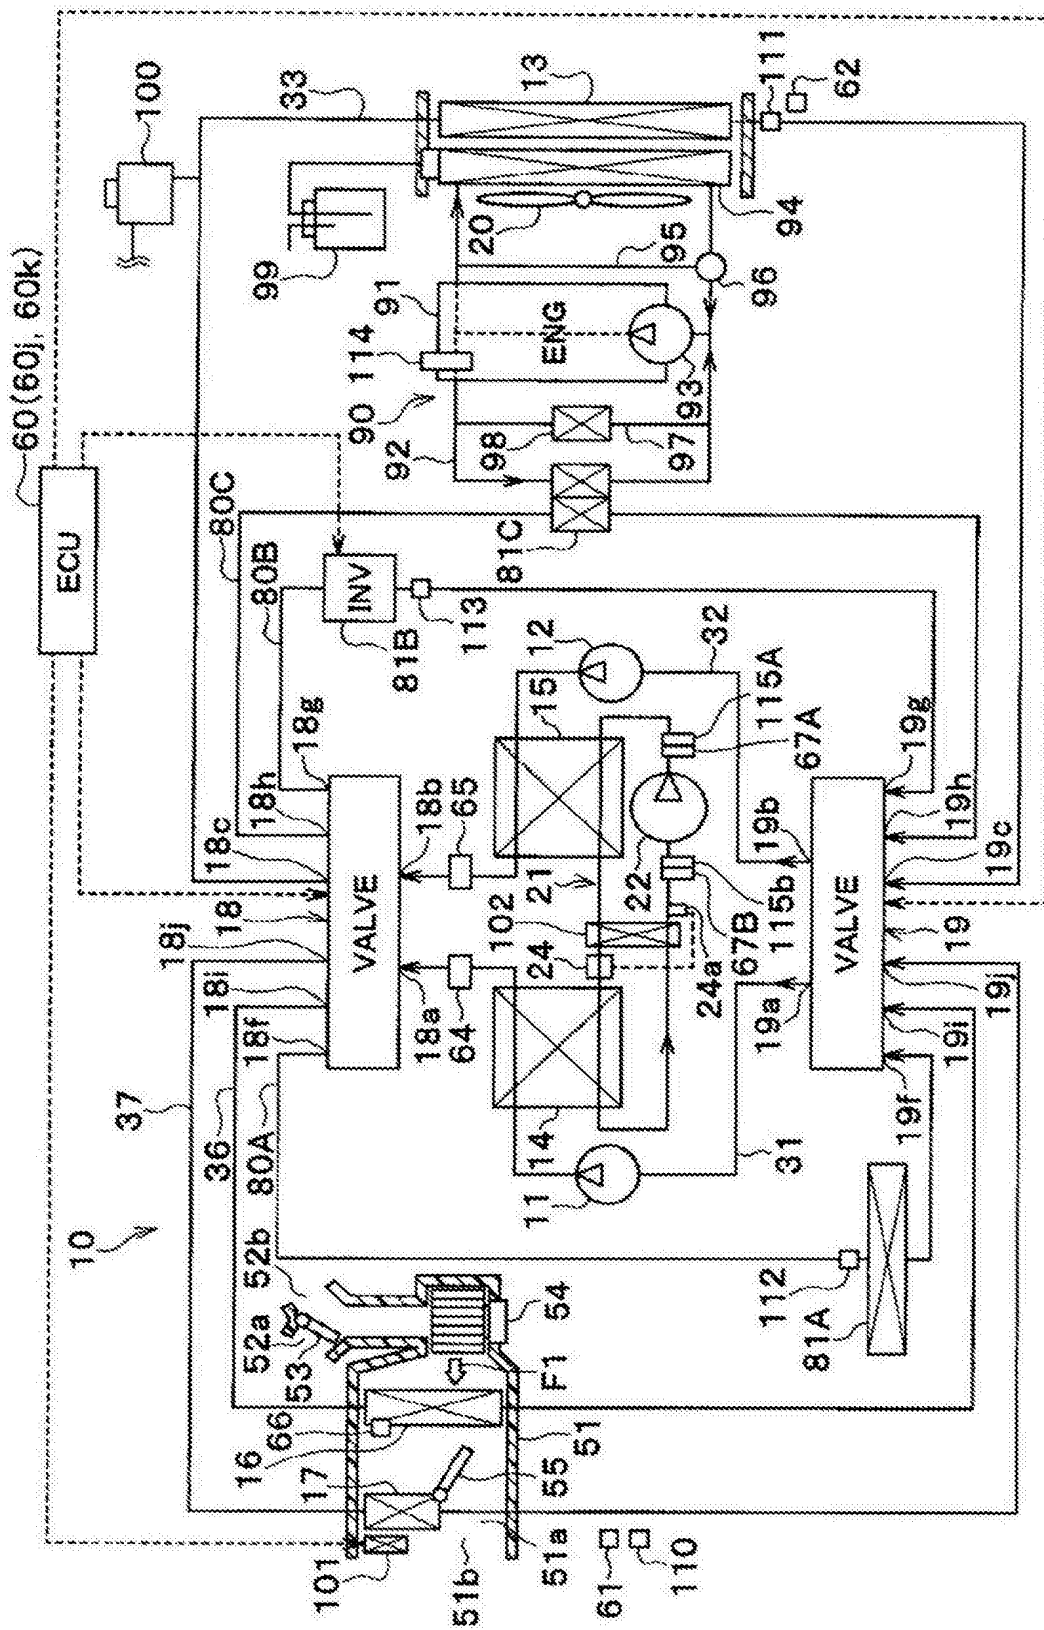 60(60j, 60k)
ECU
100
33
13
111
62
99
20
94
95
96
91
114
90
ENG
93
92
98
97
80C
80B
81C
INV
81B
113
12
32
15
115A
67A
18g
18h
18c
18
18j
18i
18f
18b
65
VALVE
21
22
102
24
67B
115b
24a
18a
64
19b
19g
19h
19c
VALVE
19
19a
19j
19i
19f
37
36
80A
14
11
31
10
52b
52a
53
54
F1
112
81A
66
16
17
55
51
51a
51b
101
61
110